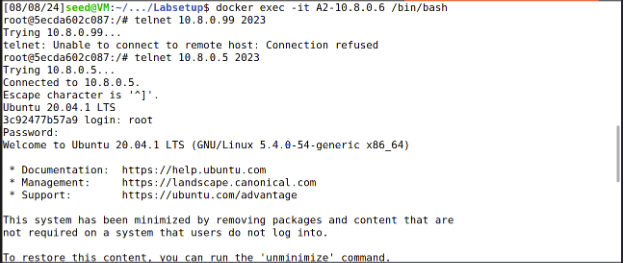 [08/08/24]seed@VM:~/.../Labsetup$ docker exec -it A2-10.8.0.6 /bin/bash
root@5ecda602c087:/# telnet 10.8.0.99 2023
Trying 10.8.0.99...
telnet: Unable to connect to remote host: Connection refused
root@5ecda602c087:/# telnet 10.8.0.5 2023
Trying 10.8.0.5...
Connected to 10.8.0.5.
Escape character is '^]'.
Ubuntu 20.04.1 LTS
3c92477b57a9 login: root
Password:
Welcome to Ubuntu 20.04.1 LTS (GNU/Linux 5.4.0-54-generic x86_64)

 * Documentation:  https://help.ubuntu.com
 * Management:     https://landscape.canonical.com
 * Support:        https://ubuntu.com/advantage

This system has been minimized by removing packages and content that are
not required on a system that users do not log into.

To restore this content, you can run the 'unminimize' command.